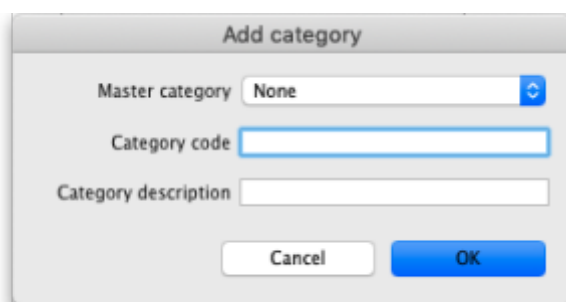 Add category
Master category None
Category code
Category description
Cancel OK